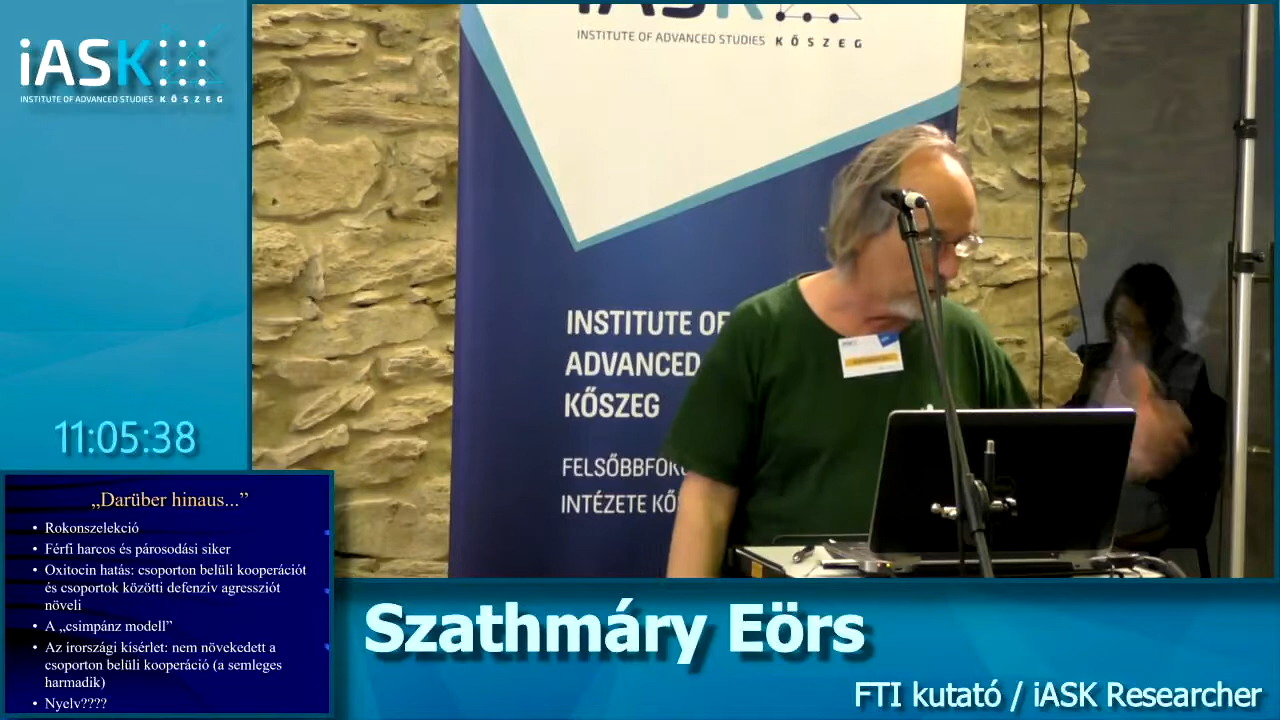 iASK
INSTITUTE OF ADVANCED STUDIES KŐSZEG
iASK
INSTITUTE OF ADVANCED STUDIES KŐSZEG
INSTITUTE OF
ADVANCED
KŐSZEG
FELSŐBBFOKÚ
INTÉZETE KŐ
11:05:38
„Darüber hinaus...”
• Rokonszelekció
• Férfi harcos és párosodási siker
• Oxitocin hatás: csoporton belüli kooperációt
és csoportok közötti defenzív agressziót
növeli
• A „csimpánz modell”
• Az írországi kísérlet: nem növekedett a
csoporton belüli kooperáció (a semleges
harmadik)
• Nyelv????
Szathmáry Eörs
FTI kutató / iASK Researcher